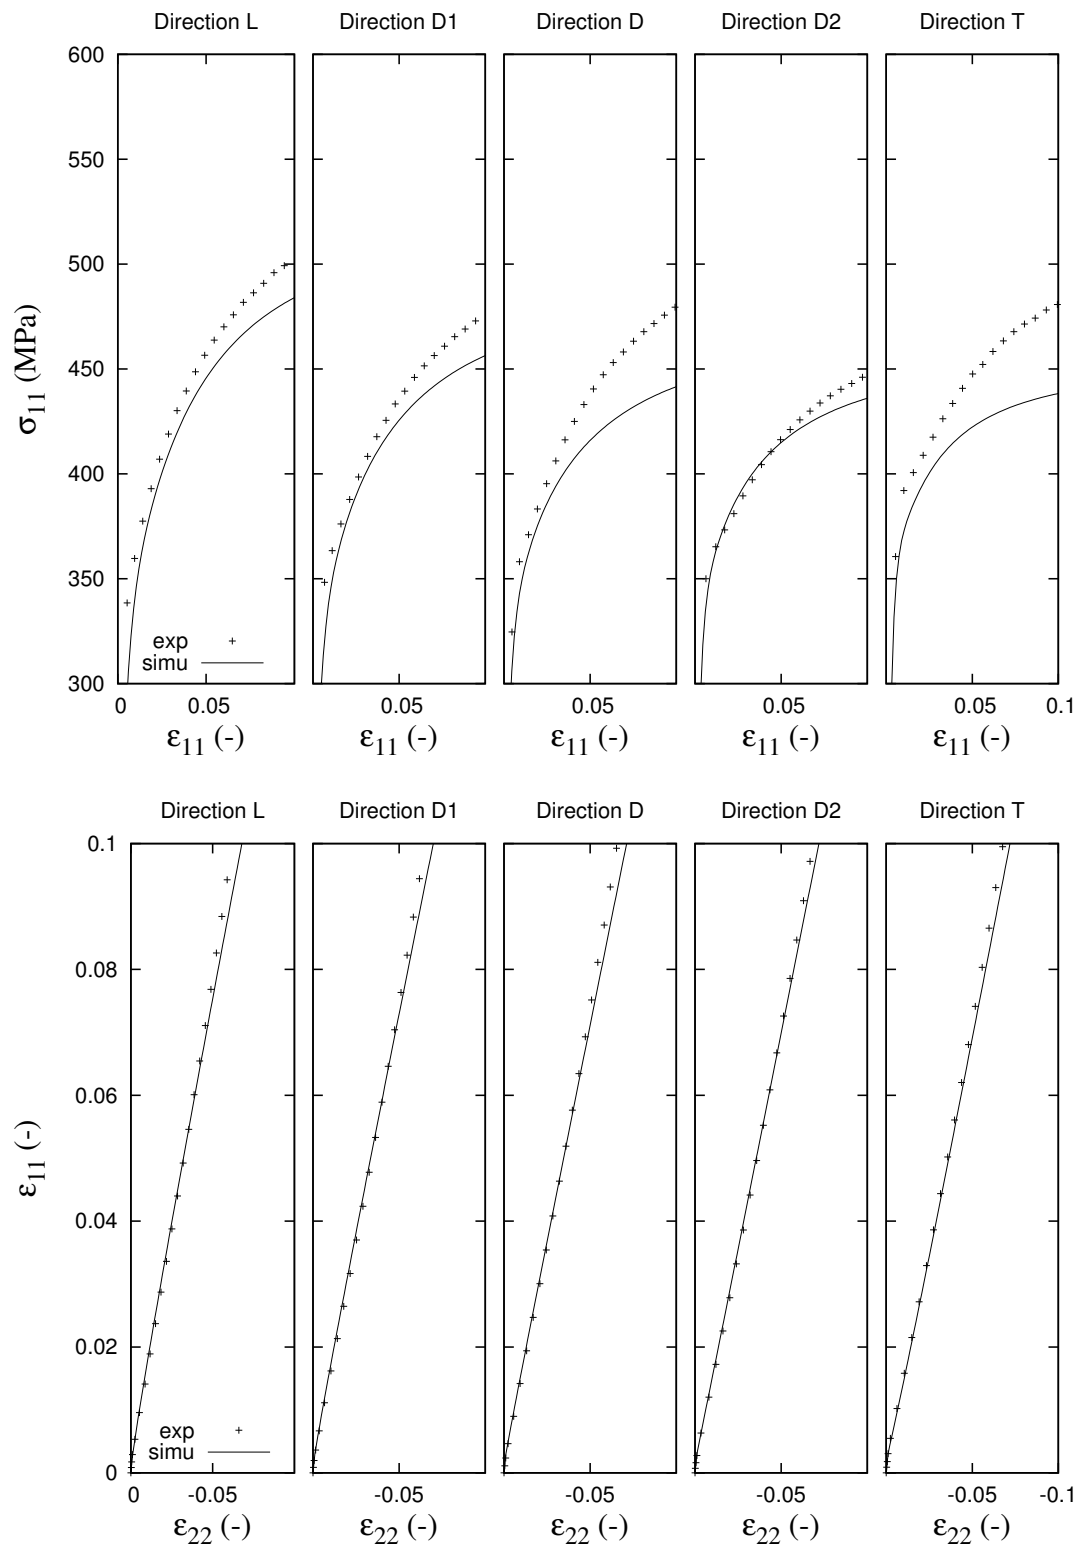 Direction L Direction D1 Direction D Direction D2 Direction T
600
550
500
450
400
350
300
σ11 (MPa)
exp
simu
0 0.05 0.05 0.05 0.05 0.05 0.1
ε11 (-) ε11 (-) ε11 (-) ε11 (-) ε11 (-)
Direction L Direction D1 Direction D Direction D2 Direction T
0.1
0.08
0.06
0.04
0.02
0
ε11 (-)
exp
simu
0 -0.05 -0.05 -0.05 -0.05 -0.05 -0.1
ε22 (-) ε22 (-) ε22 (-) ε22 (-) ε22 (-)